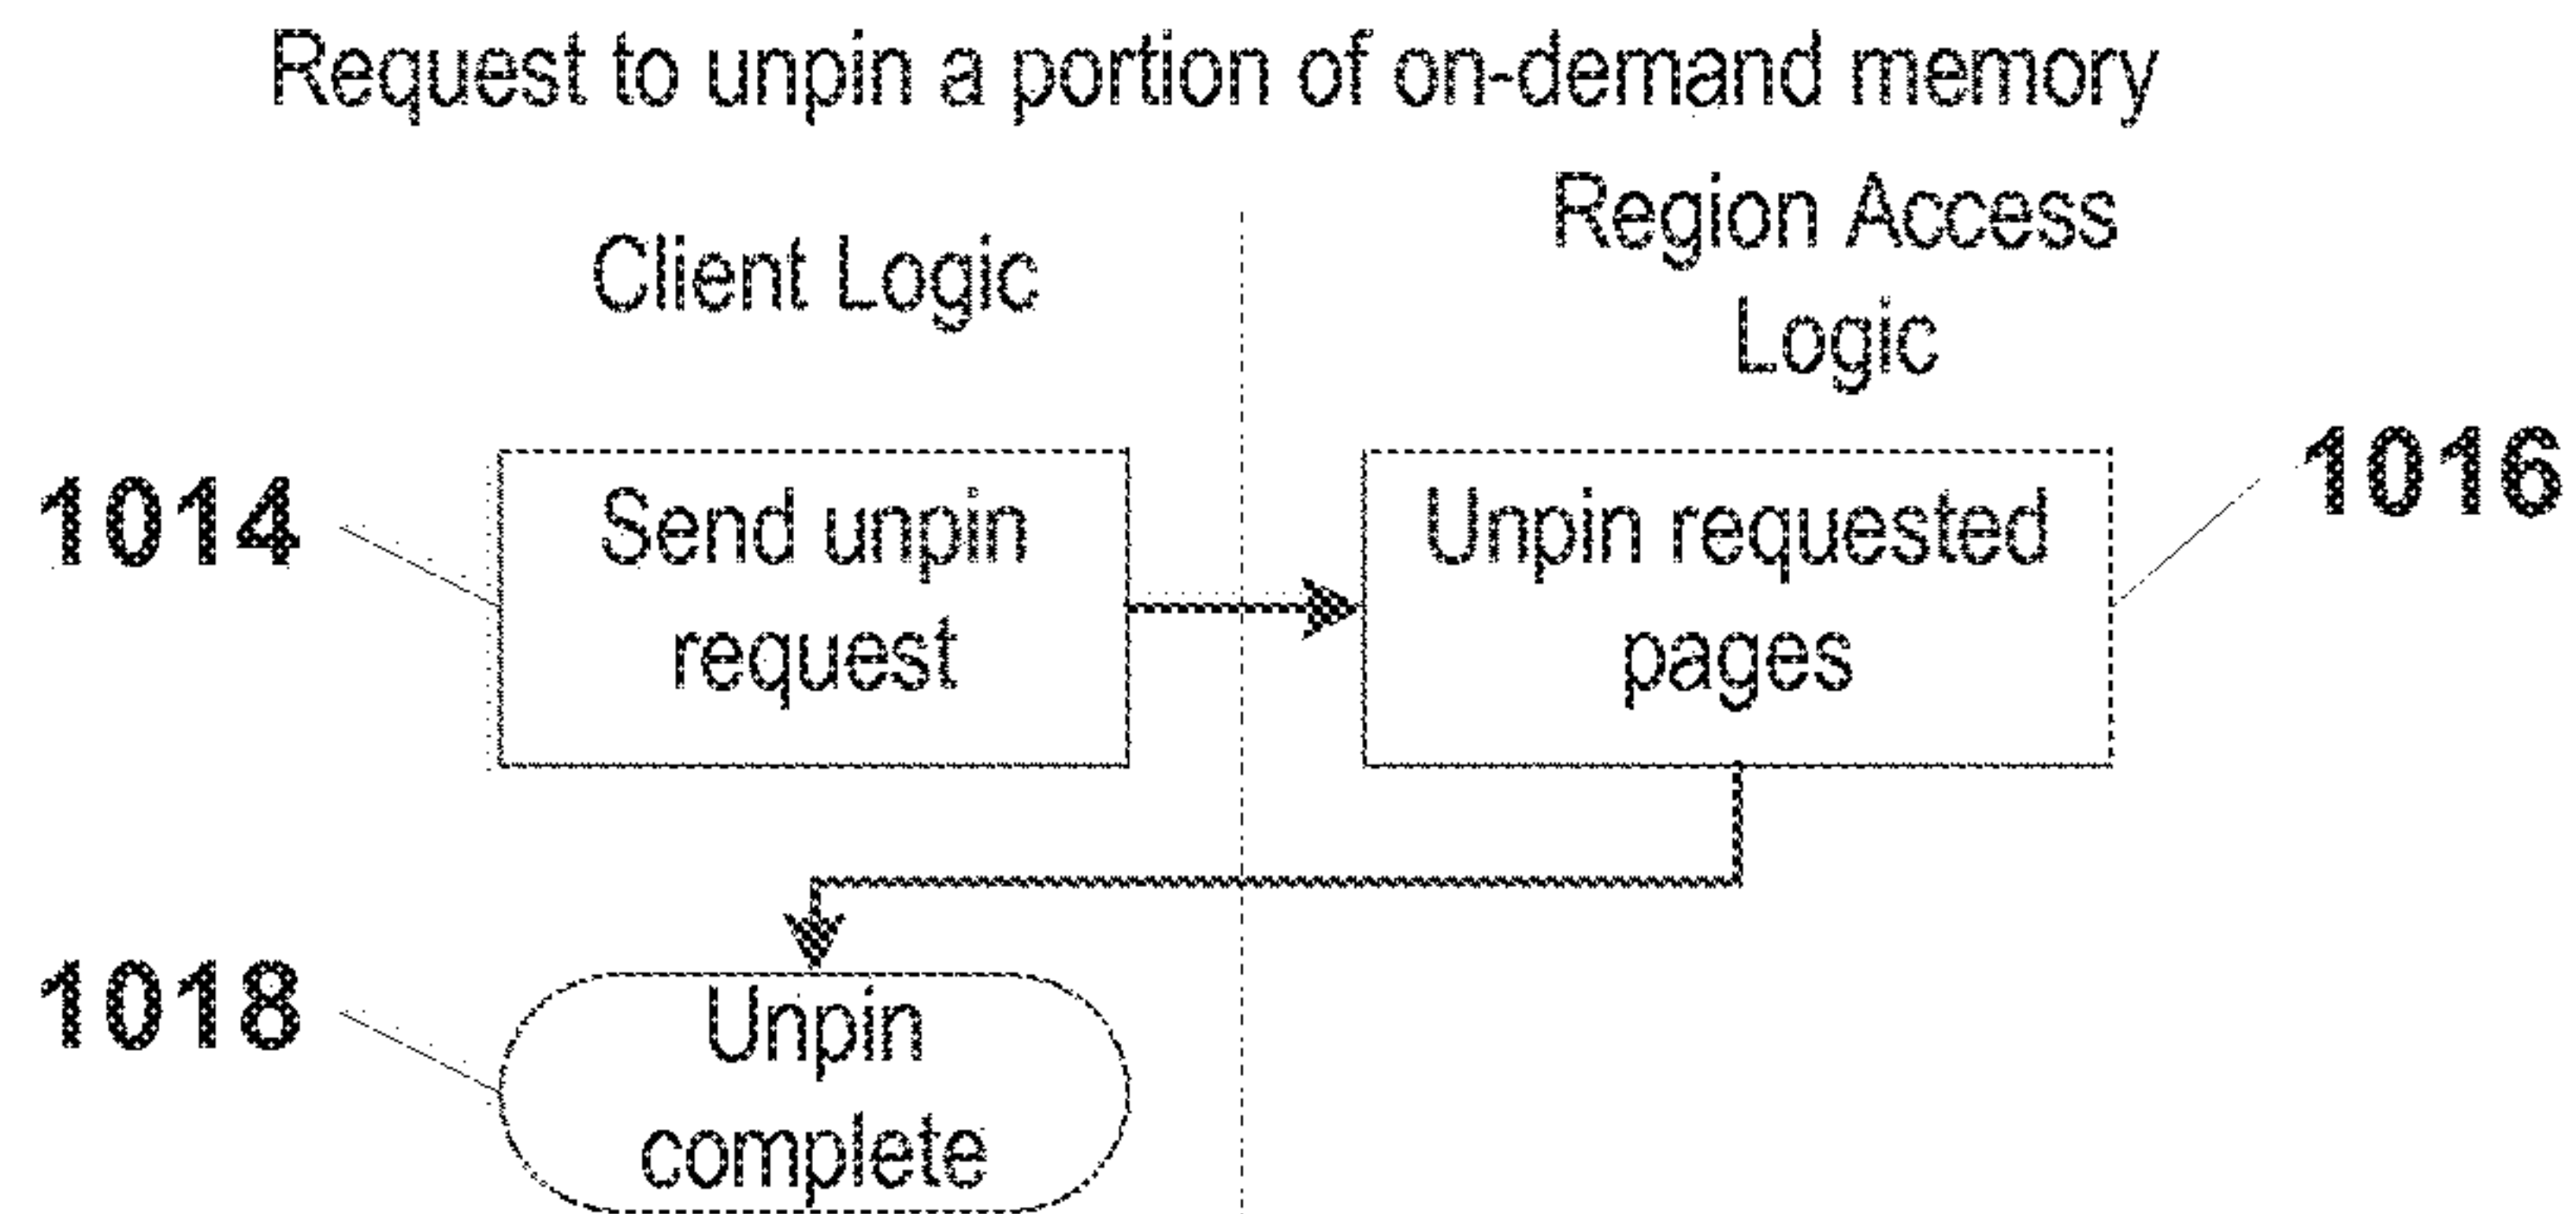 Request to unpin a portion of on-demand memory
Client Logic
Region Access
Logic
1014
Send unpin
request
Unpin requested
pages
1016
1018
Unpin
complete